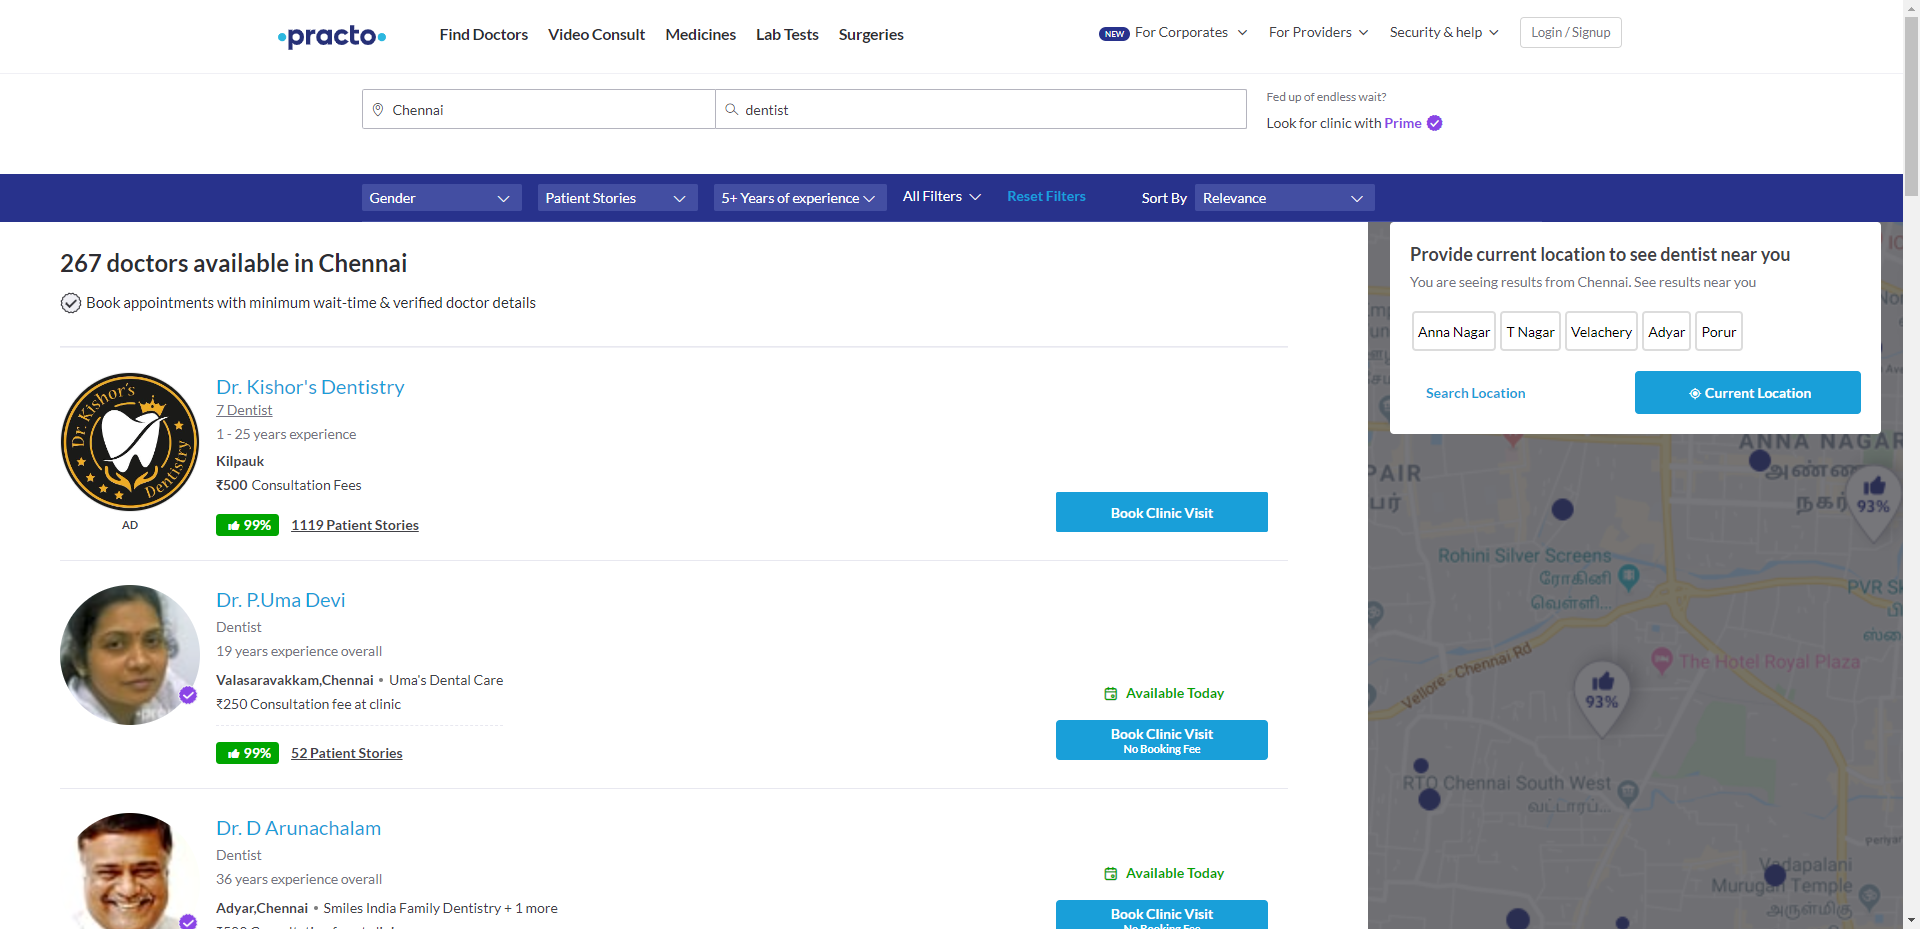 practo
Find Doctors
Video Consult
Medicines
Lab Tests
Surgeries
NEW
For Corporates
For Providers
Security & help
Login / Signup
Chennai
dentist
Fed up of endless wait?
Look for clinic with Prime
Gender
Patient Stories
5+ Years of experience
All Filters
Reset Filters
Sort By
Relevance
267 doctors available in Chennai
Book appointments with minimum wait-time & verified doctor details
Dr. Kishor's
Dentistry
AD
Dr. Kishor's Dentistry
7 Dentist
1 - 25 years experience
Kilpauk
₹500 Consultation Fees
99%
1119 Patient Stories
Book Clinic Visit
Dr. P.Uma Devi
Dentist
19 years experience overall
Valasaravakkam,Chennai • Uma's Dental Care
₹250 Consultation fee at clinic
99%
52 Patient Stories
Available Today
Book Clinic Visit
No Booking Fee
Dr. D Arunachalam
Dentist
36 years experience overall
Adyar,Chennai • Smiles India Family Dentistry + 1 more
Available Today
Book Clinic Visit
Provide current location to see dentist near you
You are seeing results from Chennai. See results near you
Anna Nagar
T Nagar
Velachery
Adyar
Porur
Search Location
Current Location
ANNA NAGAR
அண்ணா
நகர்
93%
Rohini Silver Screens
ரோகினி
வெள்ளி...
PVR
Vellore - Chennai Rd
The Hotel Royal Plaza
93%
RTO Chennai South West
வட்டாரப்...
Vadapalani
Murugan Temple
அருள்மிகு